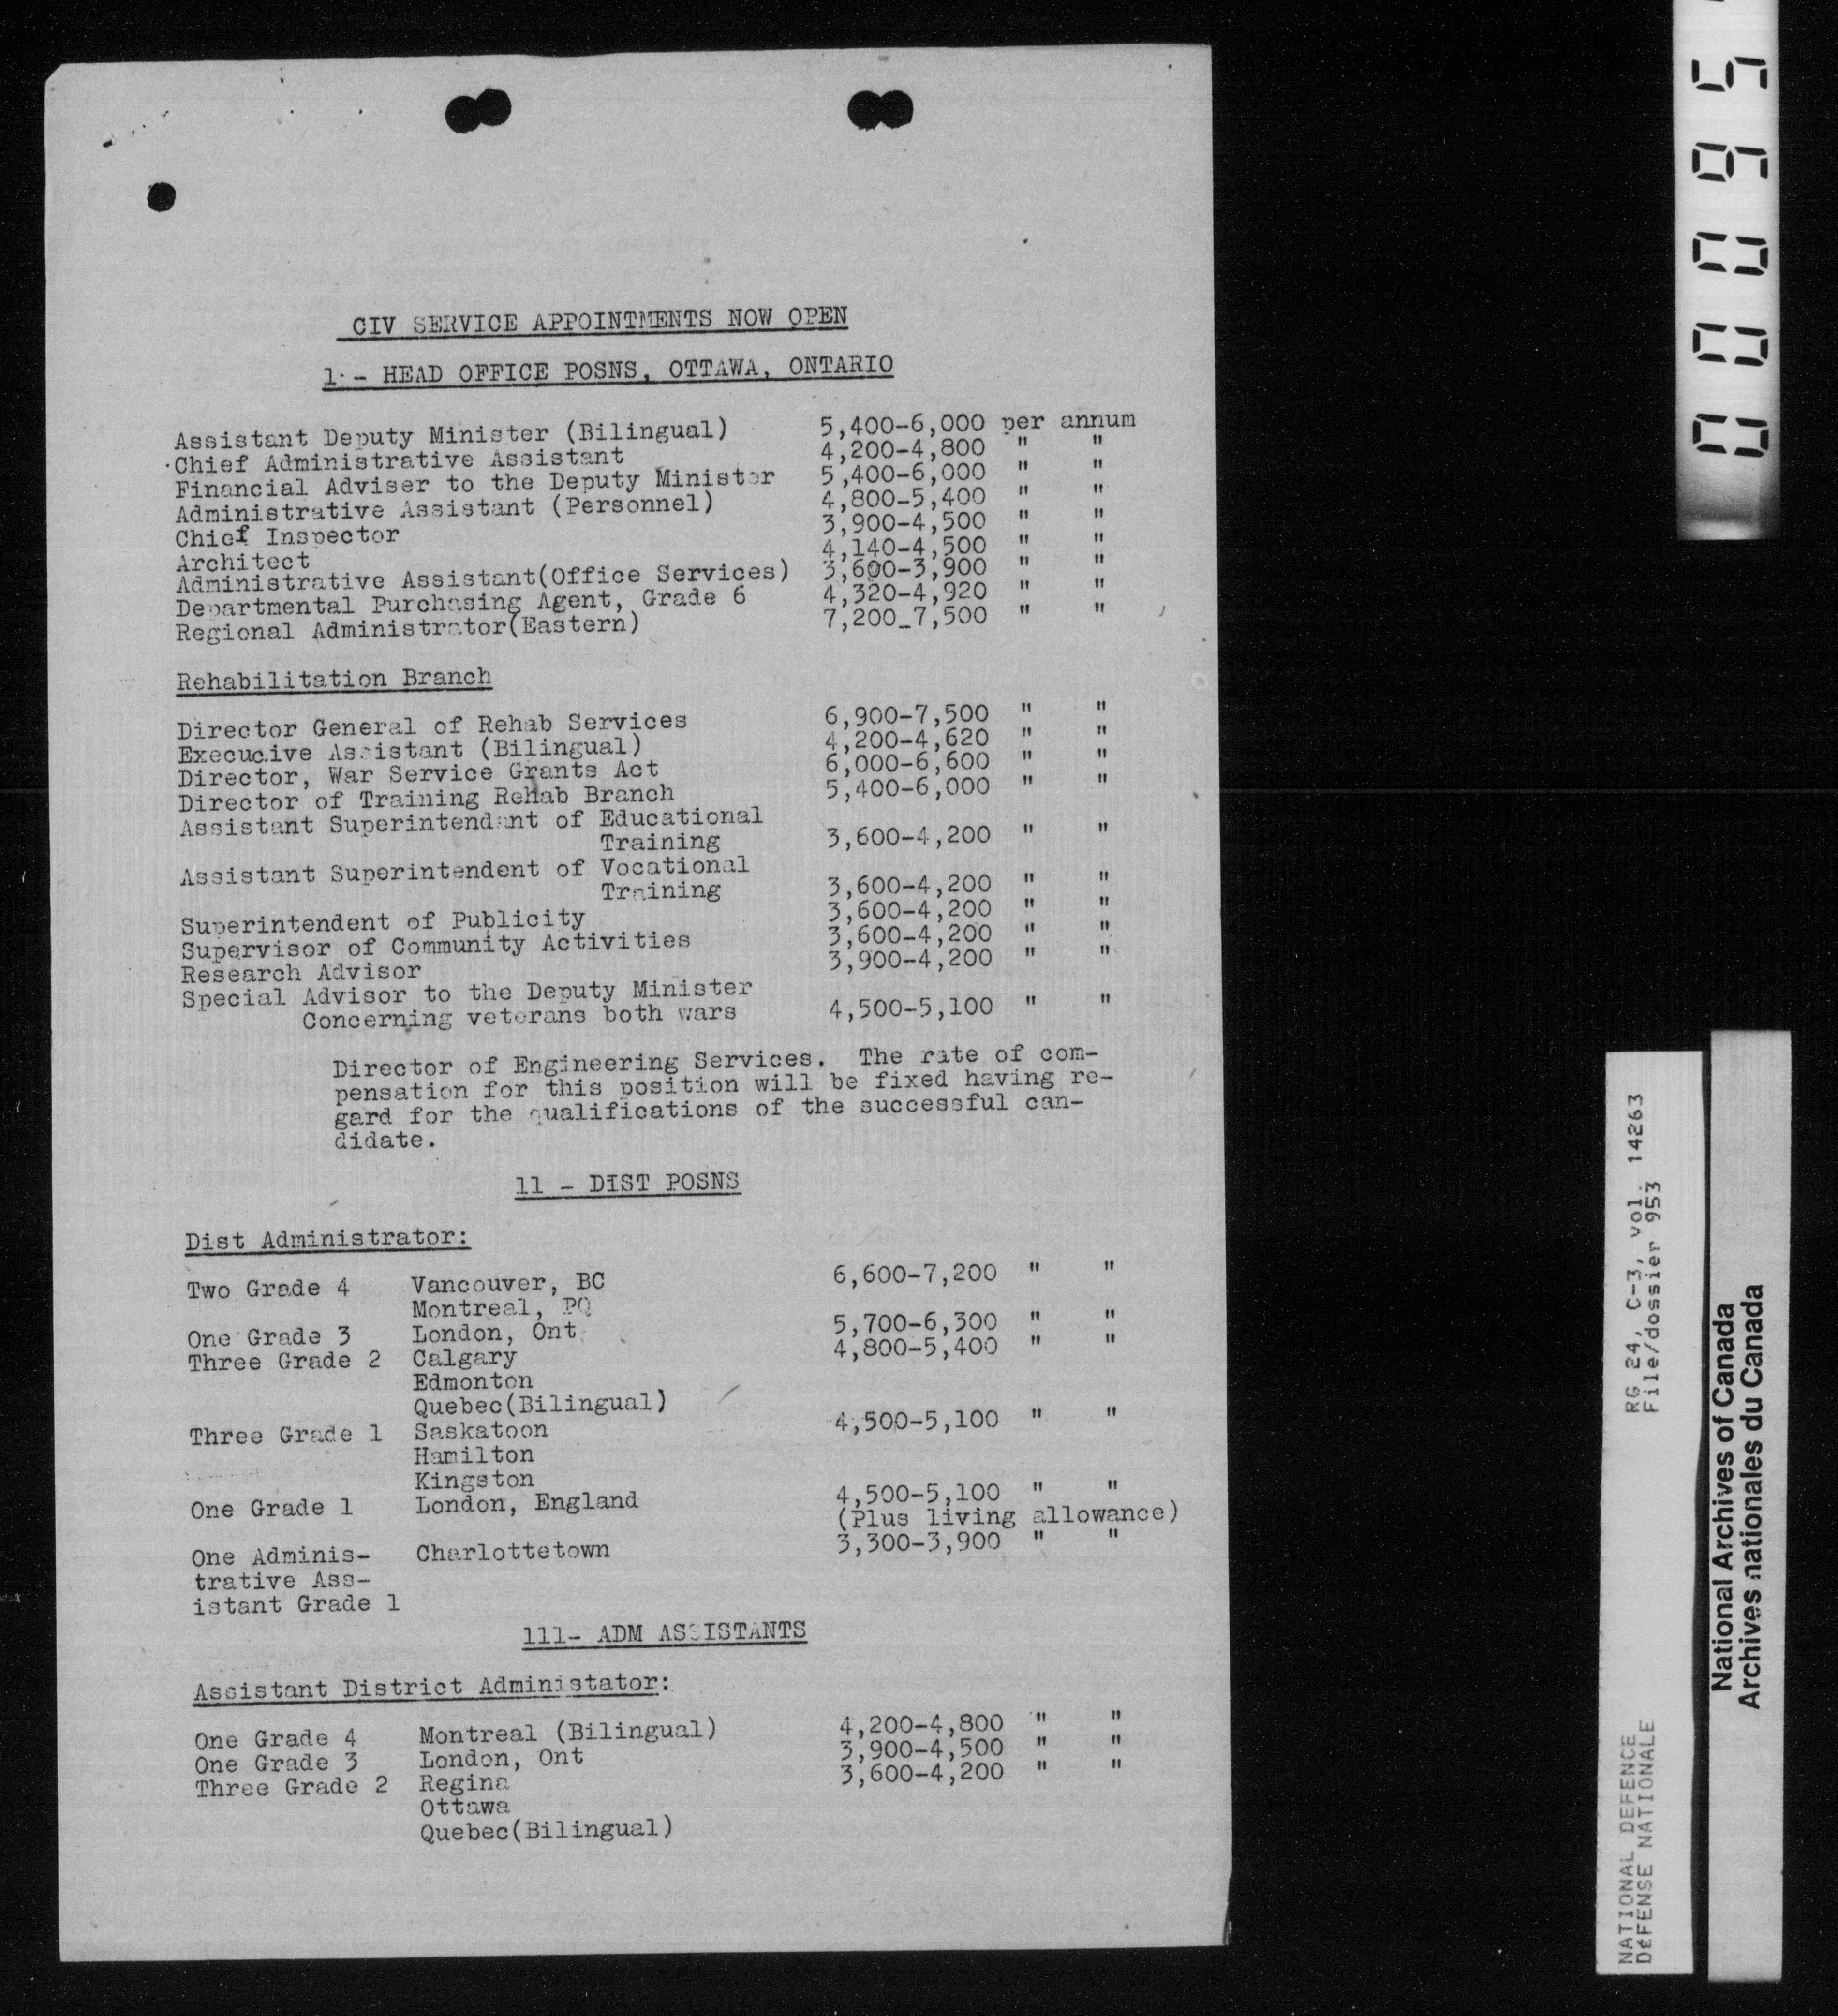 CIV SERVICE APPOINTMENTS NOW OPEN
1 - HEAD OFFICE POSNS, OTTAWA, ONTARIO
Assistant Deputy Minister (Bilingual) 5,400-6,000 per annum
Chief Administrative Assistant 4,200-4,800 " "
Financial Adviser to the Deputy Minister 5,400-6,000 " "
Administrative Assistant (Personnel) 4,800-5,400 " "
Chief Inspector 3,900-4,500 " "
Architect 4,140-4,500 " "
Administrative Assistant(Office Services) 3,600-3,900 " "
Departmental Purchasing Agent, Grade 6 4,320-4,920 " "
Regional Administrator(Eastern) 7,200_7,500 " "
Rehabilitation Branch
Director General of Rehab Services 6,900-7,500 " "
Execucive Assistant (Bilingual) 4,200-4,620 " "
Director, War Service Grants Act 6,000-6,600 " "
Director of Training Rehab Branch 5,400-6,000 " "
Assistant Superintendant of Educational
Training 3,600-4,200 " "
Assistant Superintendent of Vocational
Training 3,600-4,200 " "
Superintendent of Publicity 3,600-4,200 " "
Supervisor of Community Activities 3,600-4,200 " "
Research Advisor 3,900-4,200 " "
Special Advisor to the Deputy Minister
Concerning veterans both wars 4,500-5,100 " "
Director of Engineering Services. The rate of com-
pensation for this position will be fixed having re-
gard for the qualifications of the successful can-
didate.
11 - DIST POSNS
Dist Administrator:
Two Grade 4 Vancouver, BC 6,600-7,200 " "
Montreal, PQ
One Grade 3 London, Ont 5,700-6,300 " "
Three Grade 2 Calgary 4,800-5,400 " "
Edmonton
Quebec(Bilingual)
Three Grade 1 Saskatoon 4,500-5,100 " "
Hamilton
Kingston
One Grade 1 London, England 4,500-5,100 " "
(Plus living allowance)
One Adminis- Charlottetown 3,300-3,900 " "
trative Ass-
istant Grade 1
111- ADM ASSISTANTS
Assistant District Administator:
One Grade 4 Montreal (Bilingual) 4,200-4,800 " "
One Grade 3 London, Ont 3,900-4,500 " "
Three Grade 2 Regina 3,600-4,200 " "
Ottawa
Quebec(Bilingual)
000095
NATIONAL DEFENCE RG 24, C-3, vol. 14263
DÉFENSE NATIONALE File/dossier 953
National Archives of Canada
Archives nationales du Canada